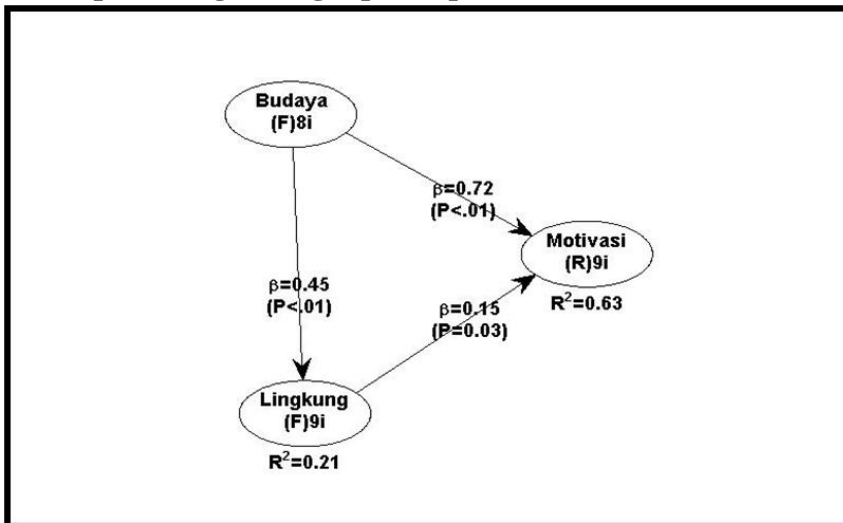 Budaya
(F)8i
β=0.72
(P<.01)
Motivasi
(R)9i
R²=0.63
β=0.45
(P<.01)
β=0.15
(P=0.03)
Lingkung
(F)9i
R²=0.21